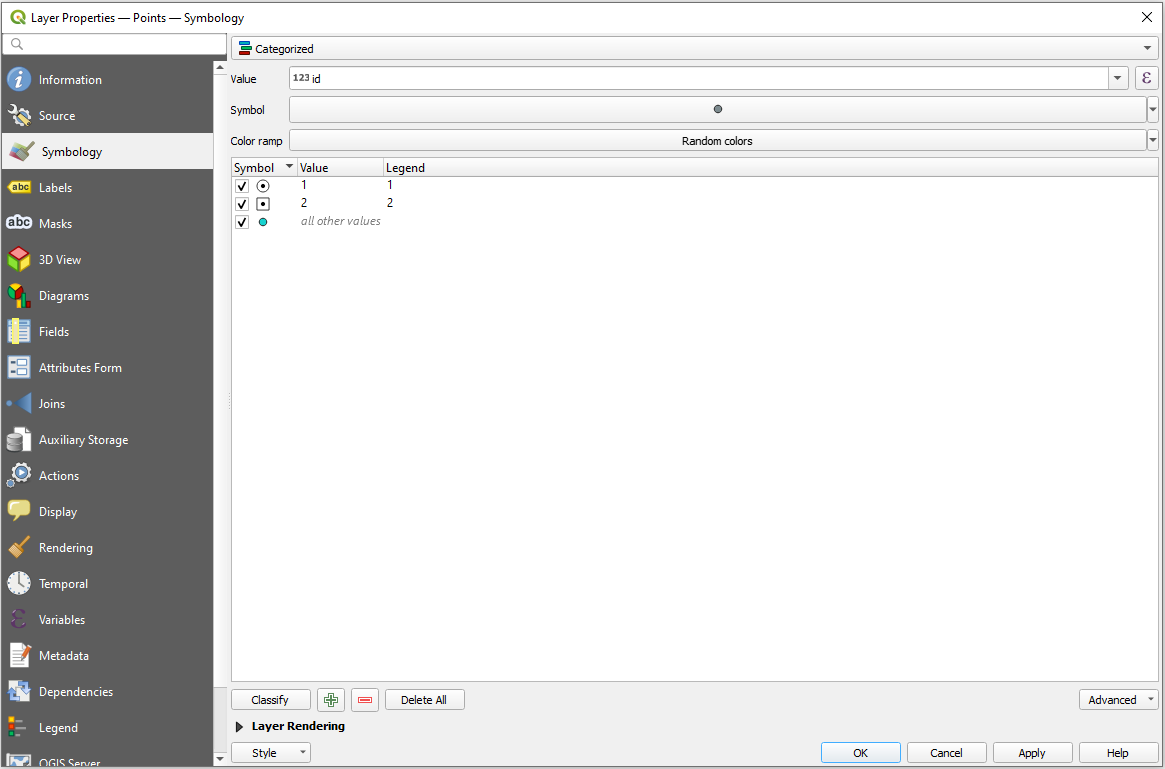 Layer Properties — Points — Symbology
Categorized
Information
Value
123 id
ε
Source
Symbol
Color ramp
Random colors
Symbology
Symbol Value Legend
1 1
Labels
abc
2 2
all other values
Masks
abc
3D View
Diagrams
Fields
Attributes Form
Joins
Auxiliary Storage
Actions
Display
Rendering
Temporal
Variables
Metadata
Dependencies
Classify
Delete All
Advanced
Legend
Layer Rendering
Style
OK
Cancel
Apply
Help
QGIS Server